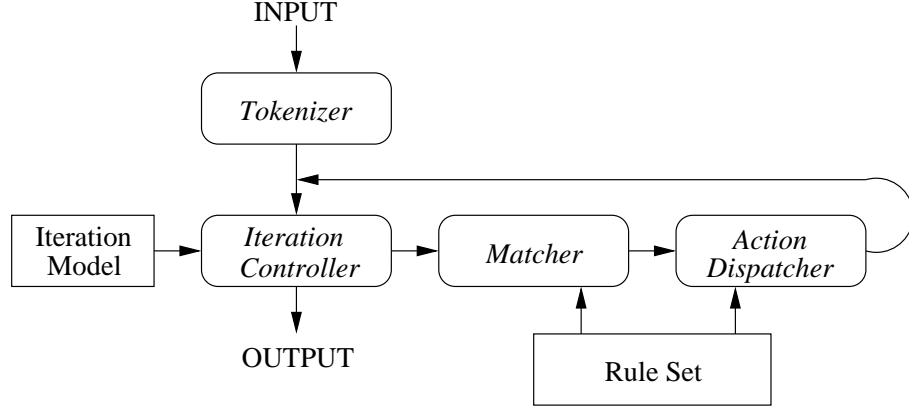 INPUT
Tokenizer
Iteration
Model
Iteration
Controller
Matcher
Action
Dispatcher
OUTPUT
Rule Set